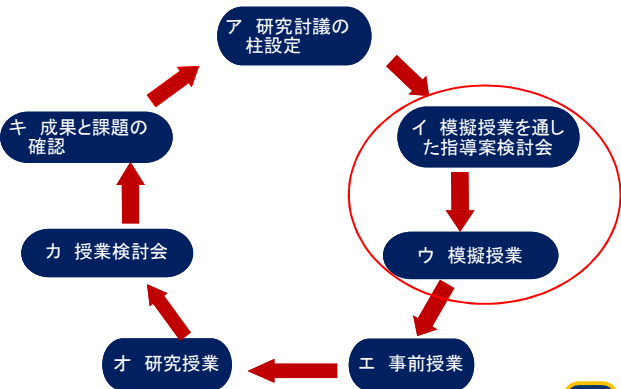 ア 研究討議の
柱設定
イ 模擬授業を通し
た指導案検討会
ウ 模擬授業
エ 事前授業
オ 研究授業
カ 授業検討会
キ 成果と課題の
確認